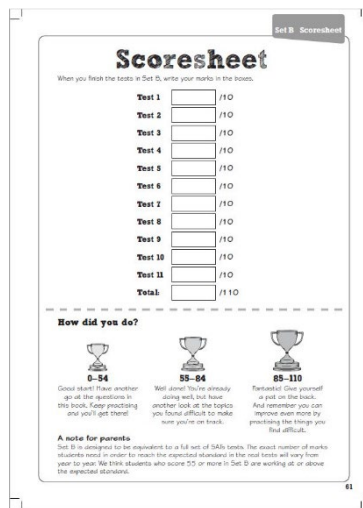 Set B Scoresheet
Scoresheet
When you finish the tests in Set B, write your marks in the boxes.
Test 1 /10
Test 2 /10
Test 3 /10
Test 4 /10
Test 5 /10
Test 6 /10
Test 7 /10
Test 8 /10
Test 9 /10
Test 10 /10
Test 11 /10
Total: /110
How did you do?
0–54
Good start! Have another
go at the questions in
this book. Keep practising
and you'll get there!
55–84
Well done! You're already
doing well, but have
another look at the topics
you found difficult to make
sure you're on track.
85–110
Fantastic! Give yourself
a pat on the back.
And remember you can
improve even more by
practising the things you
find difficult.
A note for parents
Set B is designed to be equivalent to a full set of SATs tests. The exact number of marks
students need in order to reach the expected standard in the real tests will vary from
year to year. We think students who score 55 or more in Set B are working at or above
the expected standard.
61